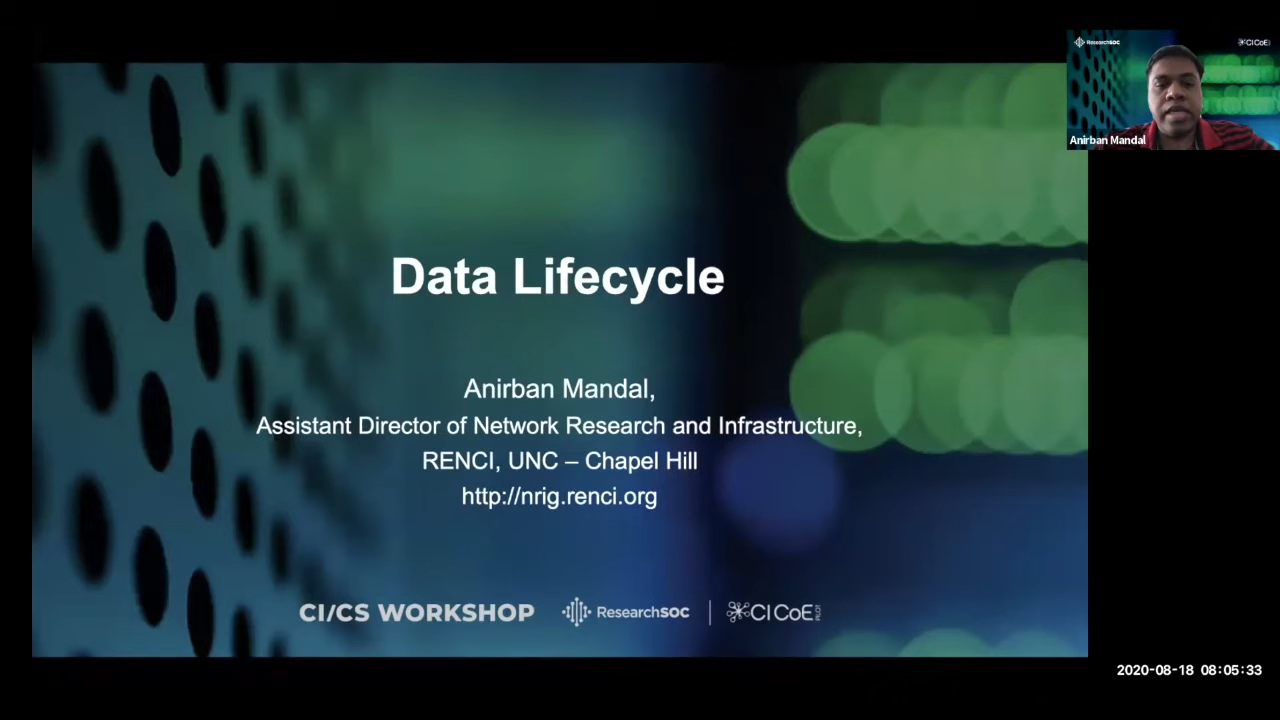 ResearchSOC
CI CoE
Anirban Mandal
Data Lifecycle
Anirban Mandal,
Assistant Director of Network Research and Infrastructure,
RENCI, UNC – Chapel Hill
http://nrig.renci.org
CI/CS WORKSHOP
ResearchSOC
CI CoE
PILOT
2020-08-18 08:05:33